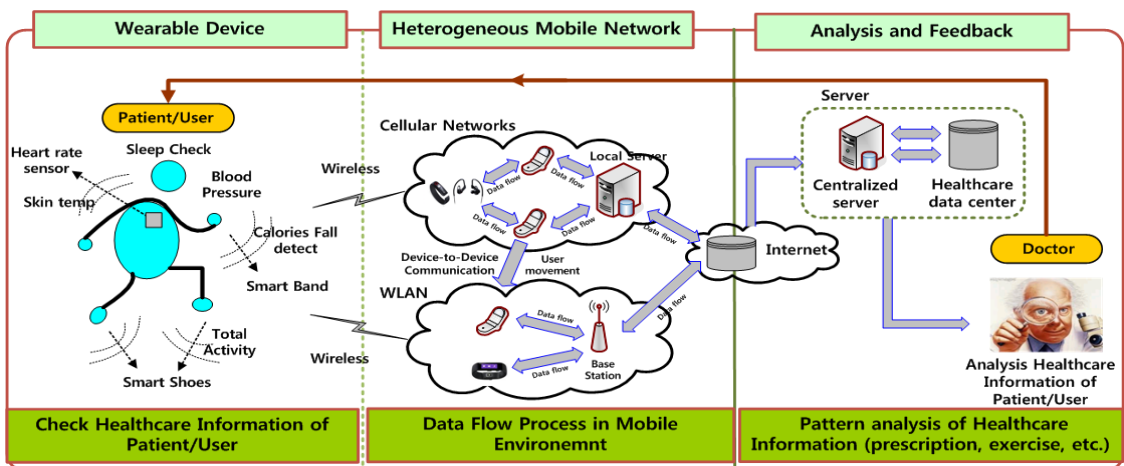 Wearable Device
Heterogeneous Mobile Network
Analysis and Feedback
Patient/User
Sleep Check
Heart rate
sensor
Skin temp
Blood
Pressure
Calories Fall
detect
Smart Band
Total
Activity
Smart Shoes
Wireless
Wireless
Cellular Networks
Local Server
Data flow
Data flow
Data flow
Data flow
Data flow
Device-to-Device
Communication
User
movement
WLAN
Data flow
Data flow
Data flow
Base
Station
Internet
Server
Centralized
server
Healthcare
data center
Doctor
Analysis Healthcare
Information of
Patient/User
Check Healthcare Information of
Patient/User
Data Flow Process in Mobile
Environemnt
Pattern analysis of Healthcare
Information (prescription, exercise, etc.)